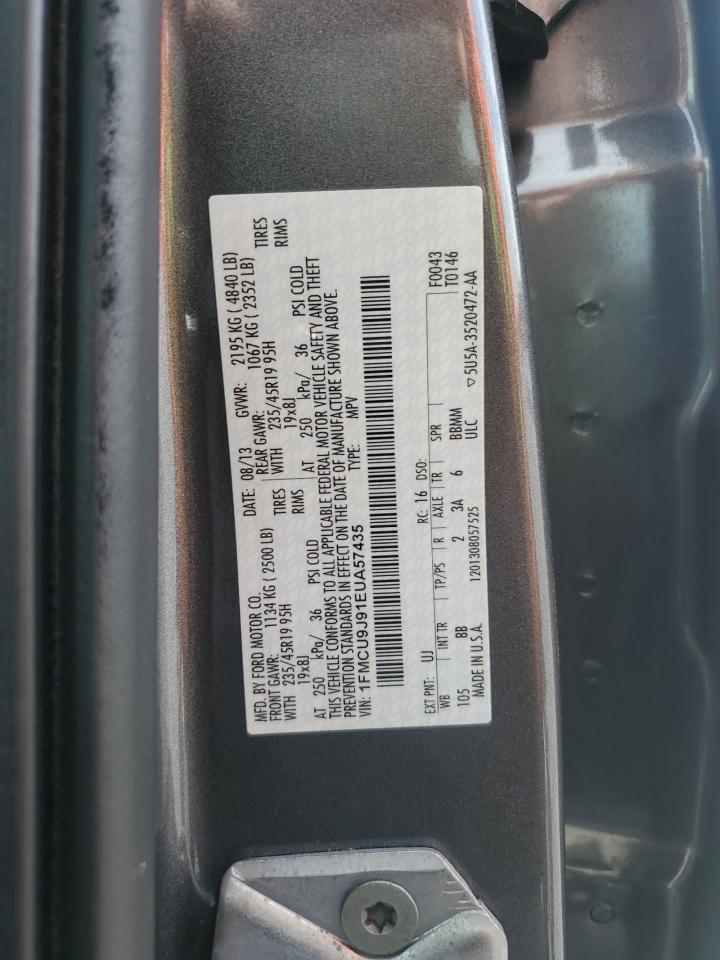 MFD. BY FORD MOTOR CO. DATE: 08/13 GVWR: 2195 KG ( 4840 LB)
FRONT GAWR: 1134 KG ( 2500 LB) REAR GAWR: 1067 KG ( 2352 LB)
WITH 235/45R19 95H TIRES WITH 235/45R19 95H TIRES
19x8J RIMS 19x8J RIMS
AT 250 kPa/ 36 PSI COLD AT 250 kPa/ 36 PSI COLD
THIS VEHICLE CONFORMS TO ALL APPLICABLE FEDERAL MOTOR VEHICLE SAFETY AND THEFT
PREVENTION STANDARDS IN EFFECT ON THE DATE OF MANUFACTURE SHOWN ABOVE.
VIN: 1FMCU9J91EUA57435 TYPE: MPV
EXT PNT: UJ RC: 16 DSO: F0043
WB INT TR TP/PS R AXLE TR SPR T0146
105 8B 2 3A 6 BBMM
MADE IN U.S.A. 1201308057525 ULC ▽5U5A-3520472-AA